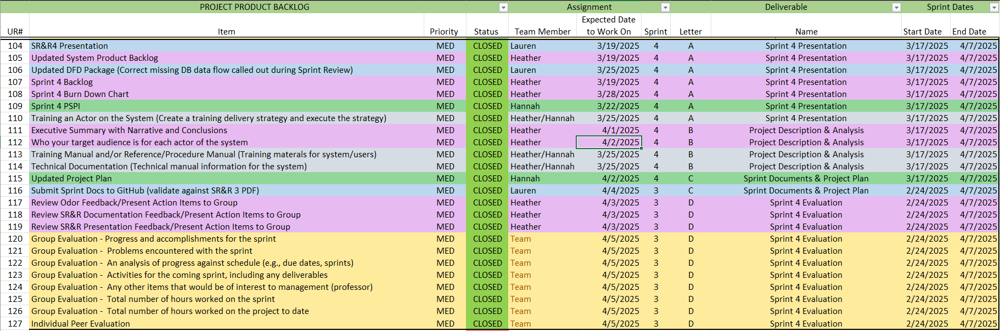 PROJECT PRODUCT BACKLOG Assignment Deliverable Sprint Dates
UR# Item Priority Status Team Member Expected Date to Work On Sprint Letter Name Start Date End Date
104 SR&R4 Presentation MED CLOSED Lauren 3/19/2025 4 A Sprint 4 Presentation 3/17/2025 4/7/2025
105 Updated System Product Backlog MED CLOSED Heather 3/19/2025 4 A Sprint 4 Presentation 3/17/2025 4/7/2025
106 Updated DFD Package (Correct missing DB data flow called out during Sprint Review) MED CLOSED Lauren 3/25/2025 4 A Sprint 4 Presentation 3/17/2025 4/7/2025
107 Sprint 4 Backlog MED CLOSED Heather 3/19/2025 4 A Sprint 4 Presentation 3/17/2025 4/7/2025
108 Sprint 4 Burn Down Chart MED CLOSED Heather 3/28/2025 4 A Sprint 4 Presentation 3/17/2025 4/7/2025
109 Sprint 4 PSPI MED CLOSED Hannah 3/22/2025 4 A Sprint 4 Presentation 3/17/2025 4/7/2025
110 Training an Actor on the System (Create a training delivery strategy and execute the strategy) MED CLOSED Heather/Hannah 3/25/2025 4 A Sprint 4 Presentation 3/17/2025 4/7/2025
111 Executive Summary with Narrative and Conclusions MED CLOSED Heather 4/1/2025 4 B Project Description & Analysis 3/17/2025 4/7/2025
112 Who your target audience is for each actor of the system MED CLOSED Heather 4/2/2025 4 B Project Description & Analysis 3/17/2025 4/7/2025
113 Training Manual and/or Reference/Procedure Manual (Training materals for system/users) MED CLOSED Heather/Hannah 3/25/2025 4 B Project Description & Analysis 3/17/2025 4/7/2025
114 Technical Documentation (Technical manual information for the system) MED CLOSED Heather/Hannah 3/25/2025 4 B Project Description & Analysis 3/17/2025 4/7/2025
115 Updated Project Plan MED CLOSED Hannah 4/2/2025 4 C Sprint Documents & Project Plan 3/17/2025 4/7/2025
116 Submit Sprint Docs to GitHub (validate against SR&R 3 PDF) MED CLOSED Lauren 4/4/2025 3 C Sprint Documents & Project Plan 2/24/2025 4/7/2025
117 Review Odor Feedback/Present Action Items to Group MED CLOSED Heather 4/3/2025 3 D Sprint 4 Evaluation 2/24/2025 4/7/2025
118 Review SR&R Documentation Feedback/Present Action Items to Group MED CLOSED Heather 4/3/2025 3 D Sprint 4 Evaluation 2/24/2025 4/7/2025
119 Review SR&R Presentation Feedback/Present Action Items to Group MED CLOSED Heather 4/3/2025 3 D Sprint 4 Evaluation 2/24/2025 4/7/2025
120 Group Evaluation - Progress and accomplishments for the sprint MED CLOSED Team 4/5/2025 3 D Sprint 4 Evaluation 2/24/2025 4/7/2025
121 Group Evaluation - Problems encountered with the sprint MED CLOSED Team 4/5/2025 3 D Sprint 4 Evaluation 2/24/2025 4/7/2025
122 Group Evaluation - An analysis of progress against schedule (e.g., due dates, sprints) MED CLOSED Team 4/5/2025 3 D Sprint 4 Evaluation 2/24/2025 4/7/2025
123 Group Evaluation - Activities for the coming sprint, including any deliverables MED CLOSED Team 4/5/2025 3 D Sprint 4 Evaluation 2/24/2025 4/7/2025
124 Group Evaluation - Any other items that would be of interest to management (professor) MED CLOSED Team 4/5/2025 3 D Sprint 4 Evaluation 2/24/2025 4/7/2025
125 Group Evaluation - Total number of hours worked on the sprint MED CLOSED Team 4/5/2025 3 D Sprint 4 Evaluation 2/24/2025 4/7/2025
126 Group Evaluation - Total number of hours worked on the project to date MED CLOSED Team 4/5/2025 3 D Sprint 4 Evaluation 2/24/2025 4/7/2025
127 Individual Peer Evaluation MED CLOSED Team 4/5/2025 3 D Sprint 4 Evaluation 2/24/2025 4/7/2025